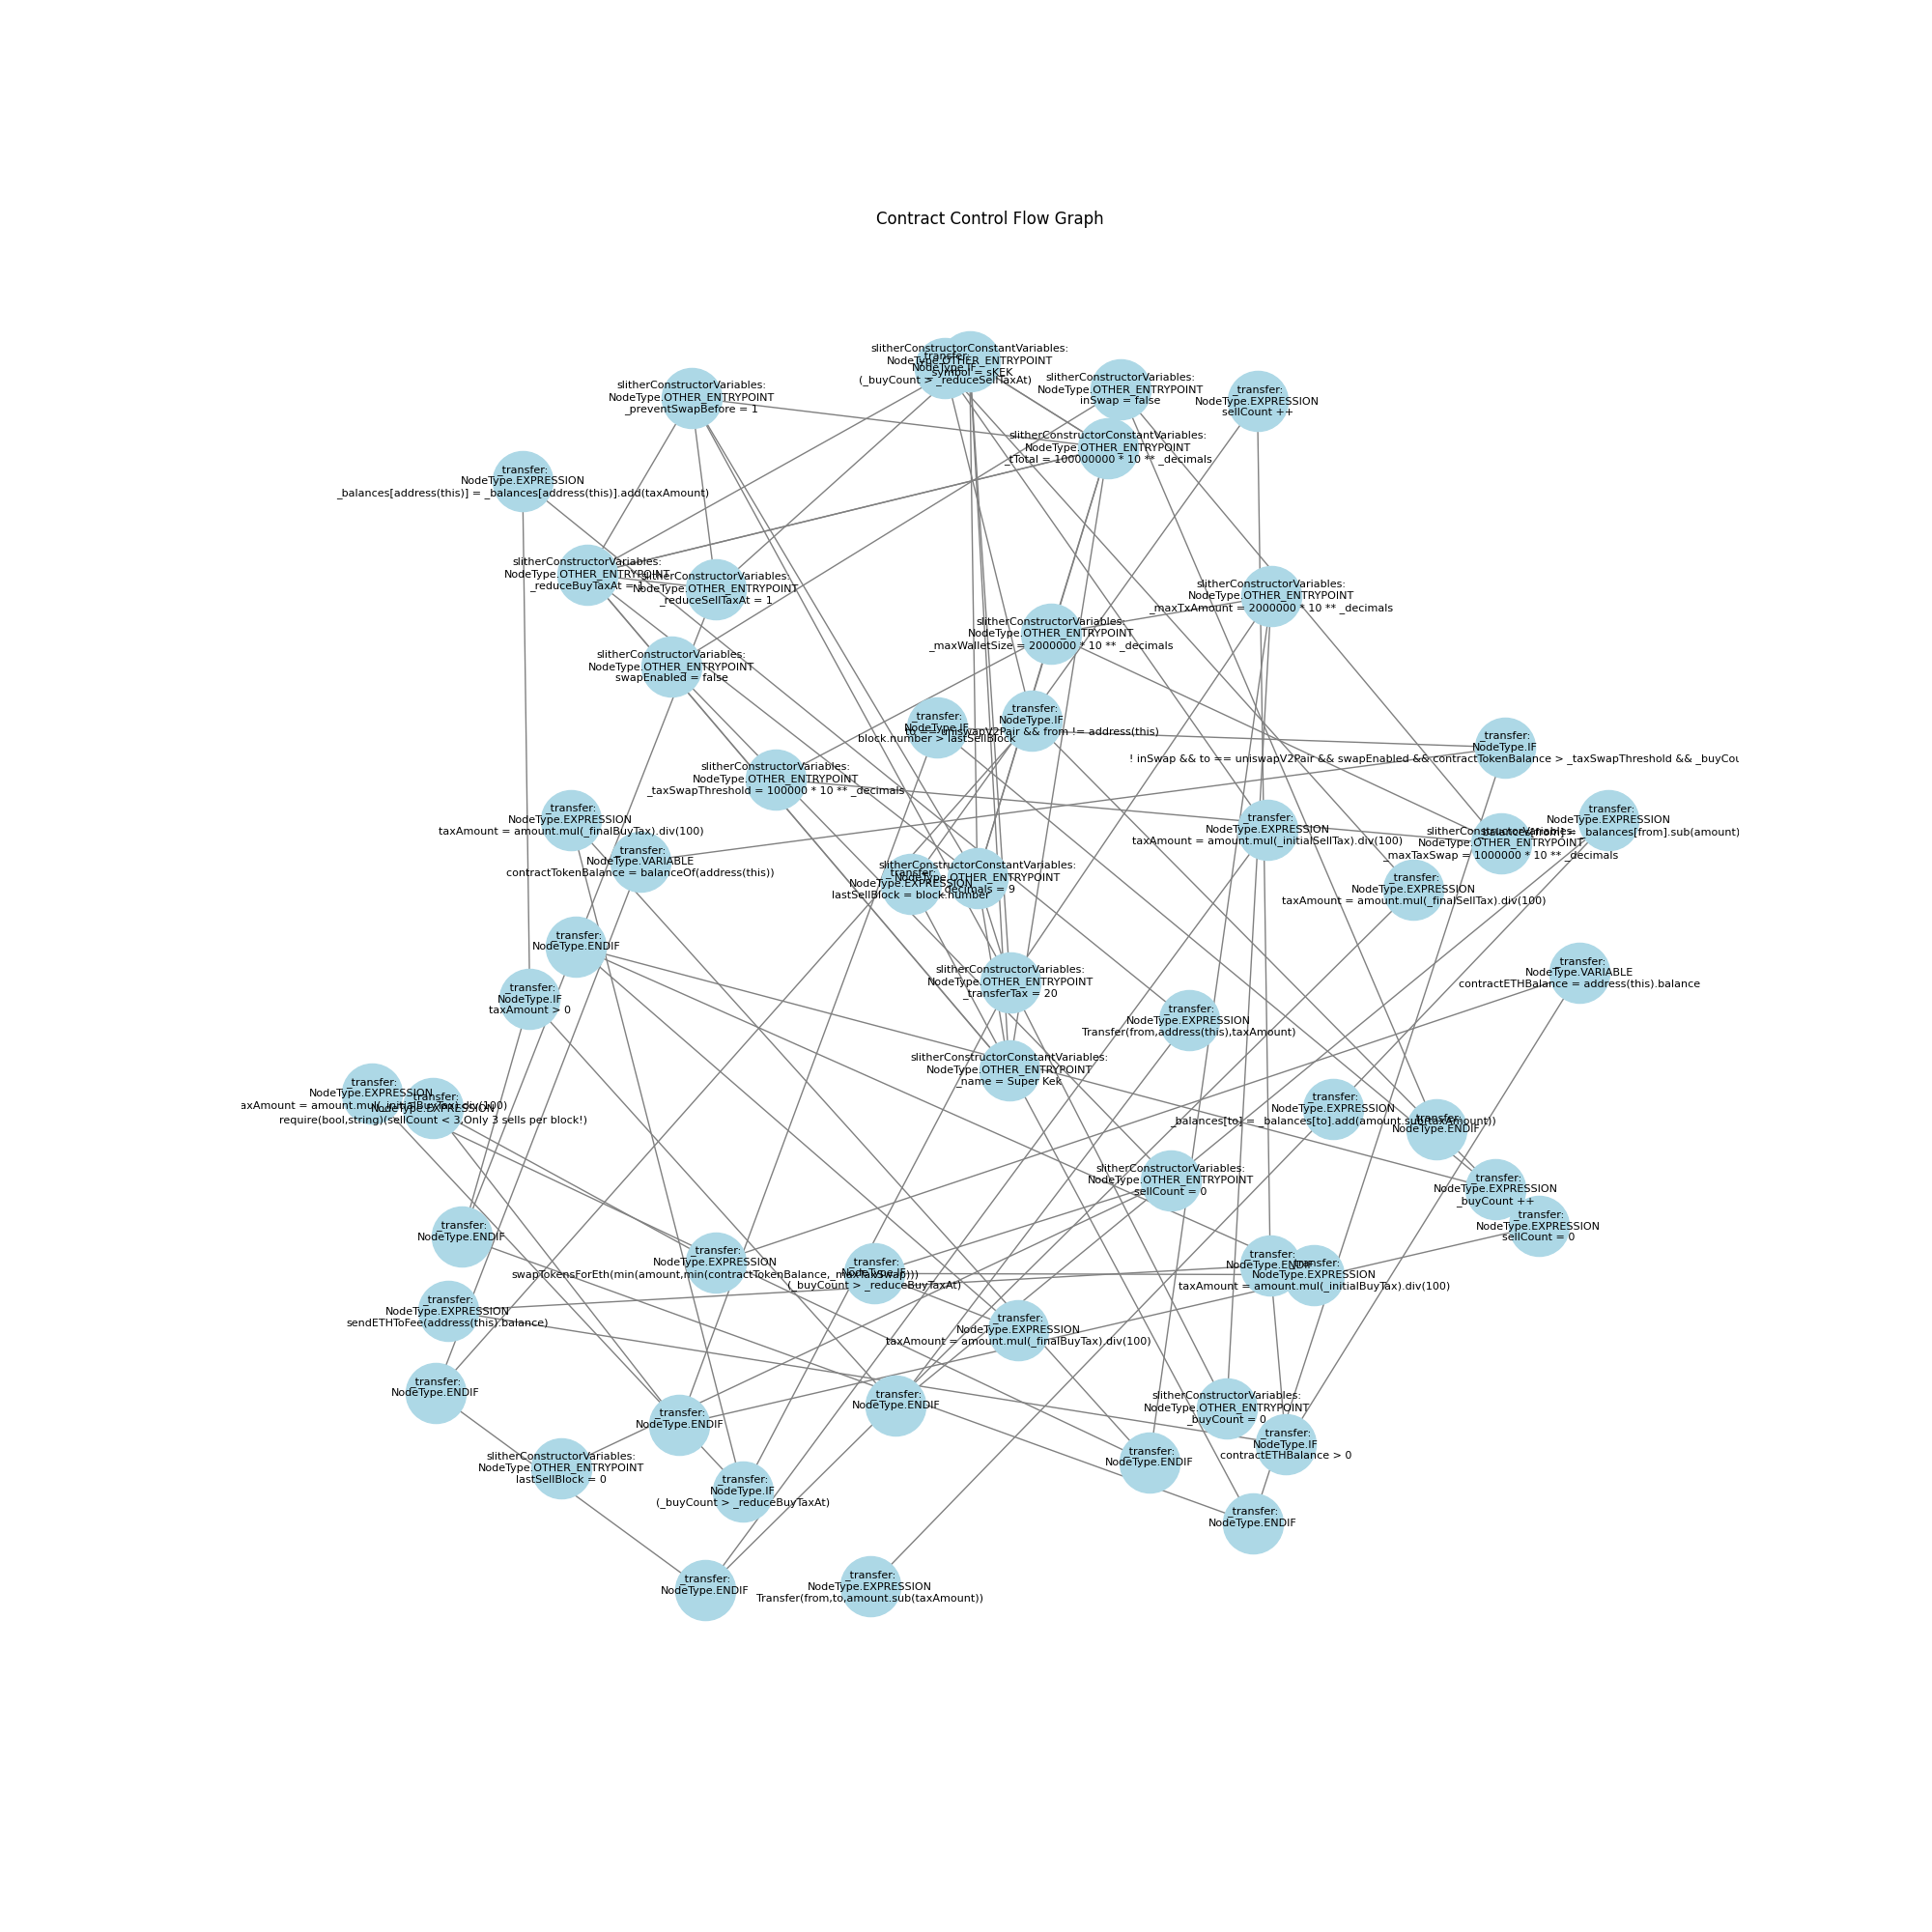 Contract Control Flow Graph
slitherConstructorConstantVariables:
NodeType.OTHER_ENTRYPOINT
_symbol = sKEK
_transfer:
NodeType.IF
(_buyCount > _reduceSellTaxAt)
slitherConstructorVariables:
NodeType.OTHER_ENTRYPOINT
inSwap = false
slitherConstructorVariables:
NodeType.OTHER_ENTRYPOINT
_preventSwapBefore = 1
_transfer:
NodeType.EXPRESSION
sellCount ++
slitherConstructorConstantVariables:
NodeType.OTHER_ENTRYPOINT
_tTotal = 100000000 * 10 ** _decimals
_transfer:
NodeType.EXPRESSION
_balances[address(this)] = _balances[address(this)].add(taxAmount)
slitherConstructorVariables:
NodeType.OTHER_ENTRYPOINT
_reduceBuyTaxAt = 1
slitherConstructorVariables:
NodeType.OTHER_ENTRYPOINT
_reduceSellTaxAt = 1
slitherConstructorVariables:
NodeType.OTHER_ENTRYPOINT
_maxTxAmount = 2000000 * 10 ** _decimals
slitherConstructorVariables:
NodeType.OTHER_ENTRYPOINT
_maxWalletSize = 2000000 * 10 ** _decimals
slitherConstructorVariables:
NodeType.OTHER_ENTRYPOINT
swapEnabled = false
_transfer:
NodeType.IF
block.number > lastSellBlock
_transfer:
NodeType.IF
to == uniswapV2Pair && from != address(this)
_transfer:
NodeType.IF
! inSwap && to == uniswapV2Pair && swapEnabled && contractTokenBalance > _taxSwapThreshold && _buyCou
slitherConstructorVariables:
NodeType.OTHER_ENTRYPOINT
_taxSwapThreshold = 100000 * 10 ** _decimals
_transfer:
NodeType.EXPRESSION
taxAmount = amount.mul(_finalBuyTax).div(100)
_transfer:
NodeType.EXPRESSION
taxAmount = amount.mul(_initialSellTax).div(100)
_transfer:
NodeType.EXPRESSION
_balances[from] = _balances[from].sub(amount)
slitherConstructorVariables:
NodeType.OTHER_ENTRYPOINT
_maxTaxSwap = 1000000 * 10 ** _decimals
_transfer:
NodeType.VARIABLE
contractTokenBalance = balanceOf(address(this))
slitherConstructorConstantVariables:
NodeType.OTHER_ENTRYPOINT
_decimals = 9
_transfer:
NodeType.EXPRESSION
lastSellBlock = block.number
_transfer:
NodeType.EXPRESSION
taxAmount = amount.mul(_finalSellTax).div(100)
_transfer:
NodeType.ENDIF
_transfer:
NodeType.VARIABLE
contractETHBalance = address(this).balance
slitherConstructorVariables:
NodeType.OTHER_ENTRYPOINT
_transferTax = 20
_transfer:
NodeType.IF
taxAmount > 0
_transfer:
NodeType.EXPRESSION
Transfer(from,address(this),taxAmount)
slitherConstructorConstantVariables:
NodeType.OTHER_ENTRYPOINT
_name = Super Kek
_transfer:
NodeType.EXPRESSION
axAmount = amount.mul(_initialBuyTax).div(100)
_transfer:
NodeType.EXPRESSION
require(bool,string)(sellCount < 3,Only 3 sells per block!)
_transfer:
NodeType.EXPRESSION
_balances[to] = _balances[to].add(amount.sub(taxAmount))
_transfer:
NodeType.ENDIF
slitherConstructorVariables:
NodeType.OTHER_ENTRYPOINT
sellCount = 0
_transfer:
NodeType.EXPRESSION
_buyCount ++
_transfer:
NodeType.EXPRESSION
sellCount = 0
_transfer:
NodeType.ENDIF
_transfer:
NodeType.EXPRESSION
swapTokensForEth(min(amount,min(contractTokenBalance,_maxTaxSwap)))
_transfer:
NodeType.IF
(_buyCount > _reduceBuyTaxAt)
_transfer:
NodeType.ENDIF
_transfer:
NodeType.EXPRESSION
taxAmount = amount.mul(_initialBuyTax).div(100)
_transfer:
NodeType.EXPRESSION
sendETHToFee(address(this).balance)
_transfer:
NodeType.EXPRESSION
taxAmount = amount.mul(_finalBuyTax).div(100)
_transfer:
NodeType.ENDIF
_transfer:
NodeType.ENDIF
_transfer:
NodeType.ENDIF
slitherConstructorVariables:
NodeType.OTHER_ENTRYPOINT
_buyCount = 0
_transfer:
NodeType.IF
contractETHBalance > 0
_transfer:
NodeType.ENDIF
slitherConstructorVariables:
NodeType.OTHER_ENTRYPOINT
lastSellBlock = 0
_transfer:
NodeType.IF
(_buyCount > _reduceBuyTaxAt)
_transfer:
NodeType.ENDIF
_transfer:
NodeType.ENDIF
_transfer:
NodeType.EXPRESSION
Transfer(from,to,amount.sub(taxAmount))